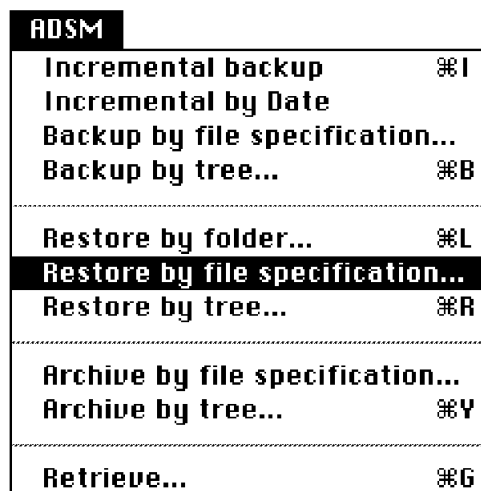 ADSM
Incremental backup ⌘I
Incremental by Date
Backup by file specification...
Backup by tree... ⌘B
Restore by folder... ⌘L
Restore by file specification...
Restore by tree... ⌘R
Archive by file specification...
Archive by tree... ⌘Y
Retrieve... ⌘G